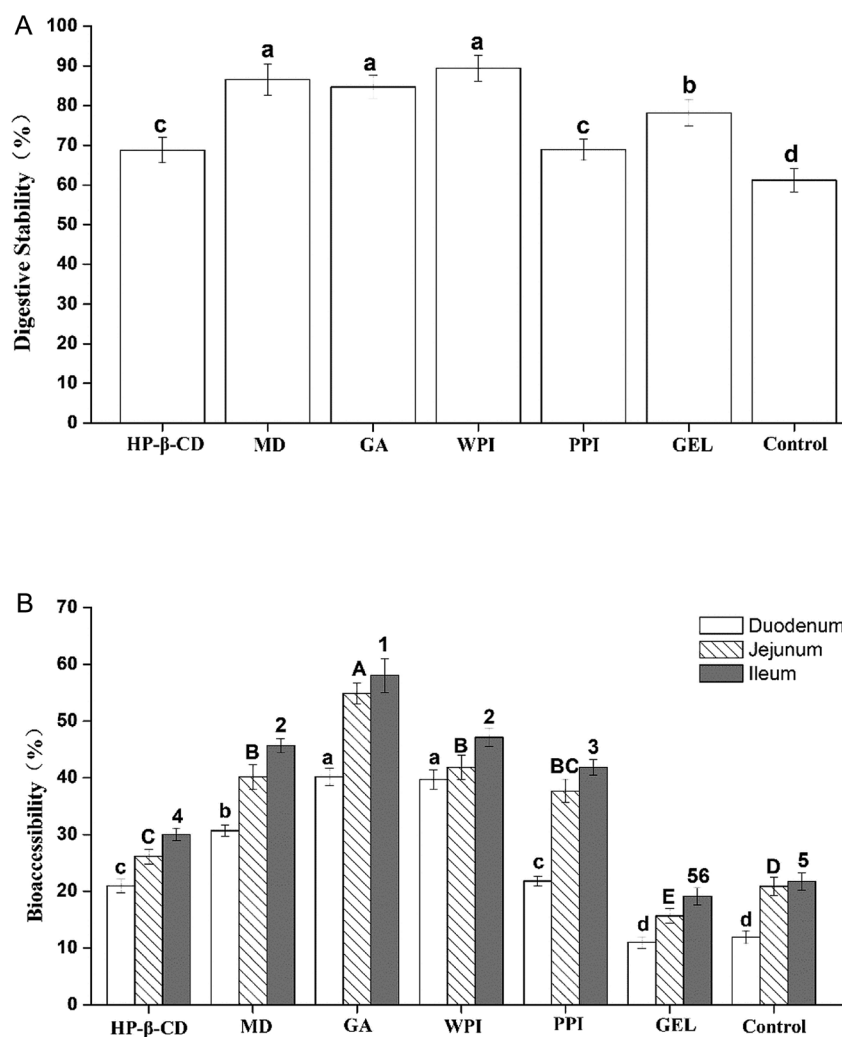 A
Digestive Stability（%）
100
90
80
70
60
50
40
30
20
10
0
c
a
a
a
c
b
d
HP-β-CD
MD
GA
WPI
PPI
GEL
Control
B
Bioaccessibility（%）
70
60
50
40
30
20
10
0
Duodenum
Jejunum
Ileum
c
C
4
b
B
2
a
A
1
a
B
2
c
BC
3
d
E
56
d
D
5
HP-β-CD
MD
GA
WPI
PPI
GEL
Control